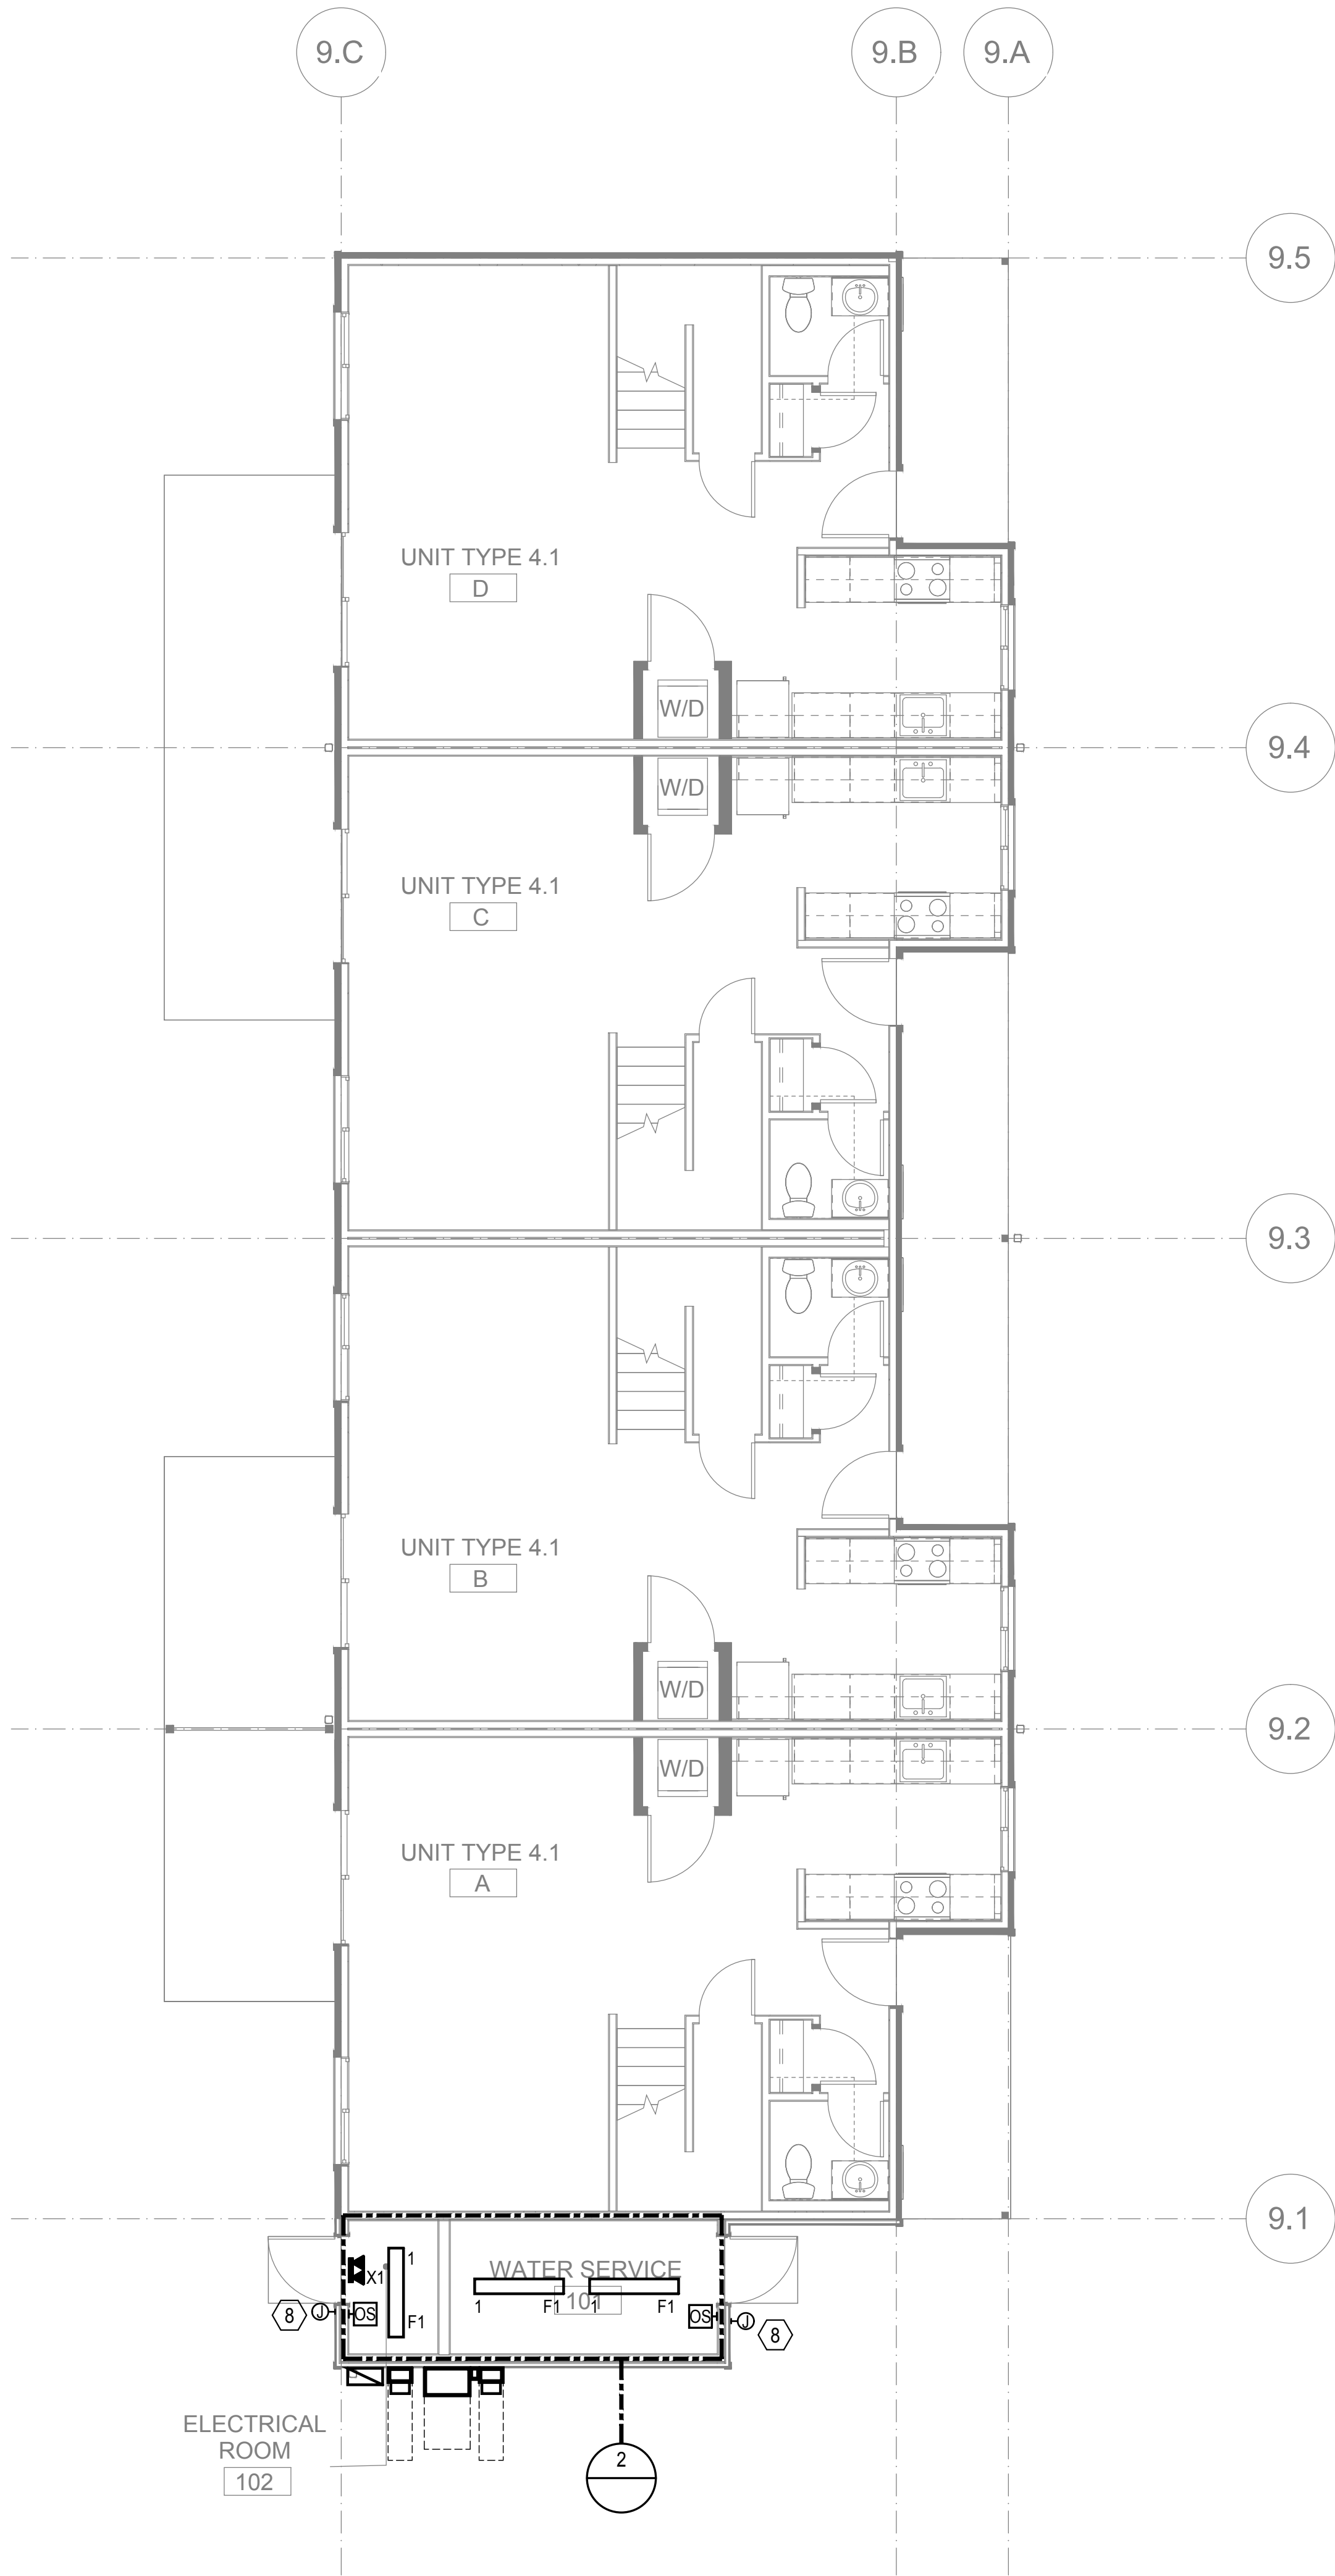 9.C
9.B
9.A
9.5
UNIT TYPE 4.1
D
W/D
9.4
W/D
UNIT TYPE 4.1
C
9.3
UNIT TYPE 4.1
B
W/D
9.2
W/D
UNIT TYPE 4.1
A
9.1
1
X1
WATER SERVICE
101
1
F1
1
F1
F1
8
J
OS
OS
J
8
ELECTRICAL
ROOM
102
2